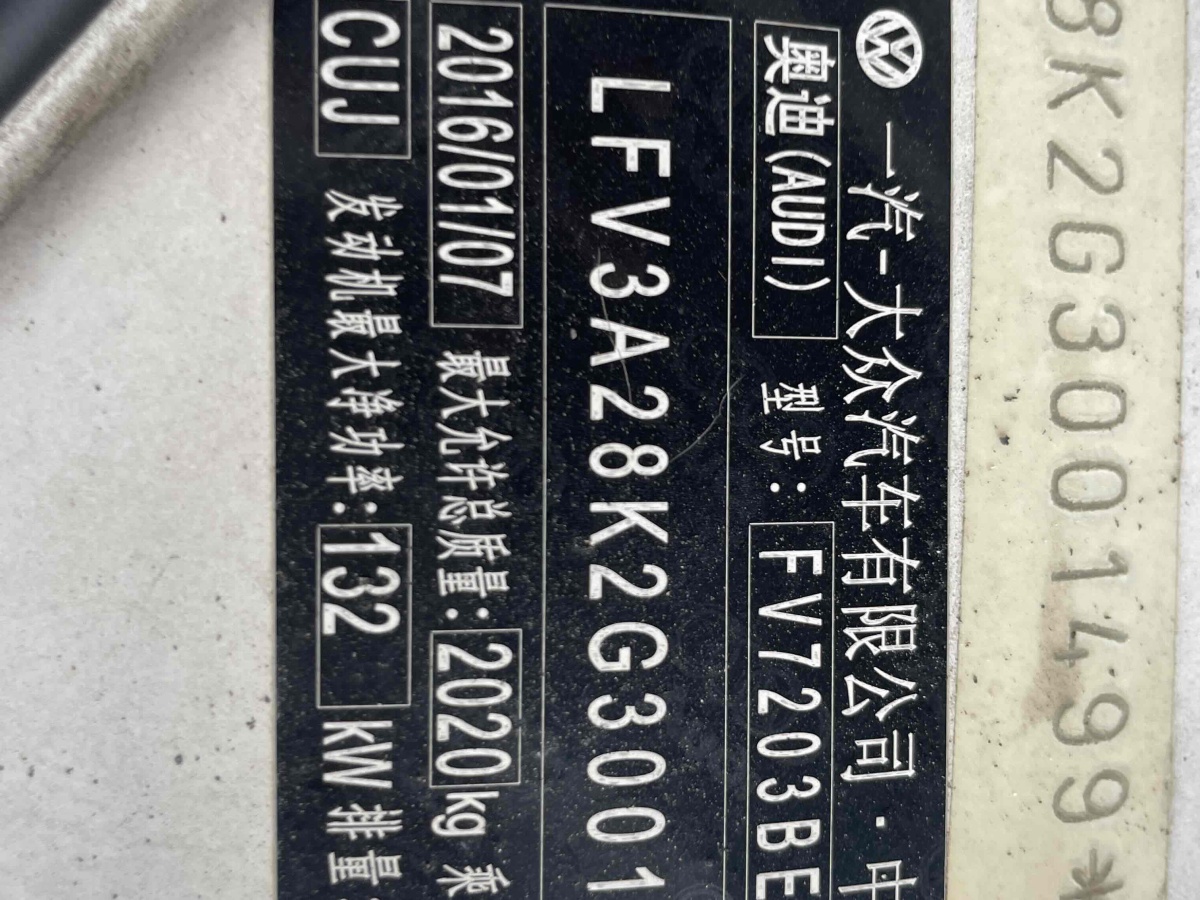 8K2G3001499*
一汽-大众汽车有限公司·中
奥迪(AUDI) 型号: FV7203BE
LFV3A28K2G3001
2016/01/07 最大允许总质量: 2020kg 乘
CUJ 发动机最大净功率: 132 kW 排量